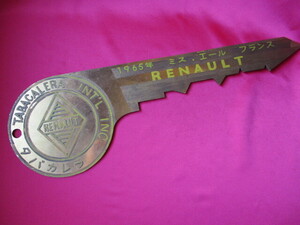 1965年 ミス・エール フランス
RENAULT
TABACALERA INT'L INC
RENAULT
タバカレラ